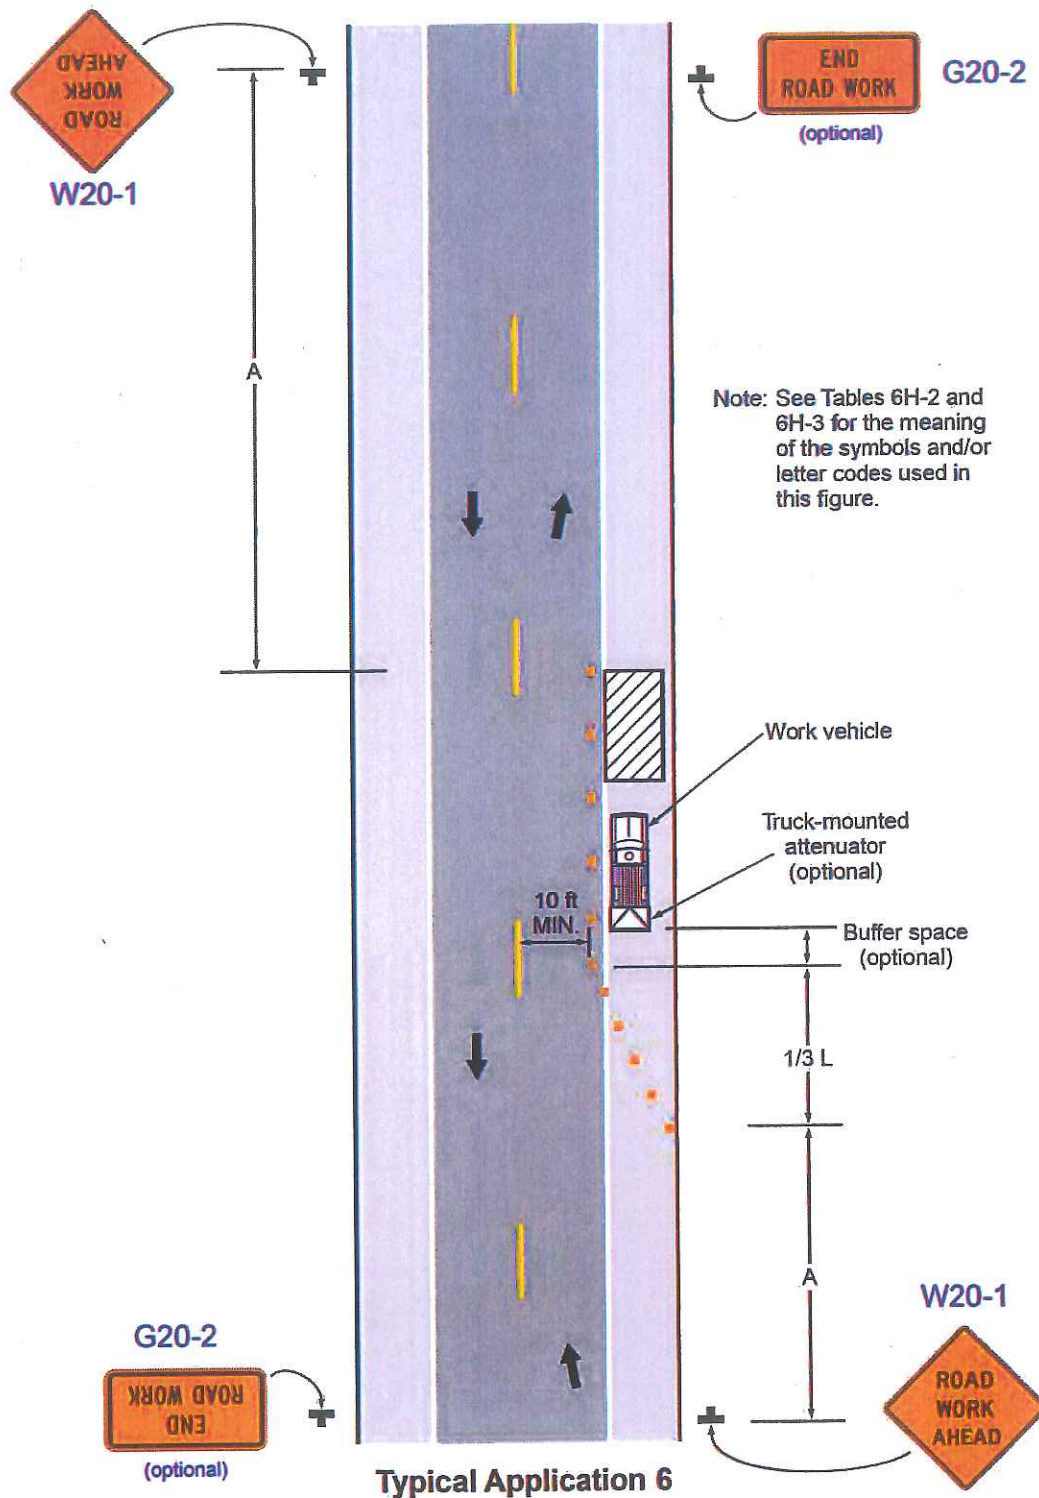 ROAD
WORK
AHEAD
W20-1
END
ROAD WORK
(optional)
G20-2
A
Note: See Tables 6H-2 and
6H-3 for the meaning
of the symbols and/or
letter codes used in
this figure.
Work vehicle
Truck-mounted
attenuator
(optional)
10 ft
MIN.
Buffer space
(optional)
1/3 L
A
W20-1
ROAD
WORK
AHEAD
G20-2
END
ROAD WORK
(optional)
Typical Application 6